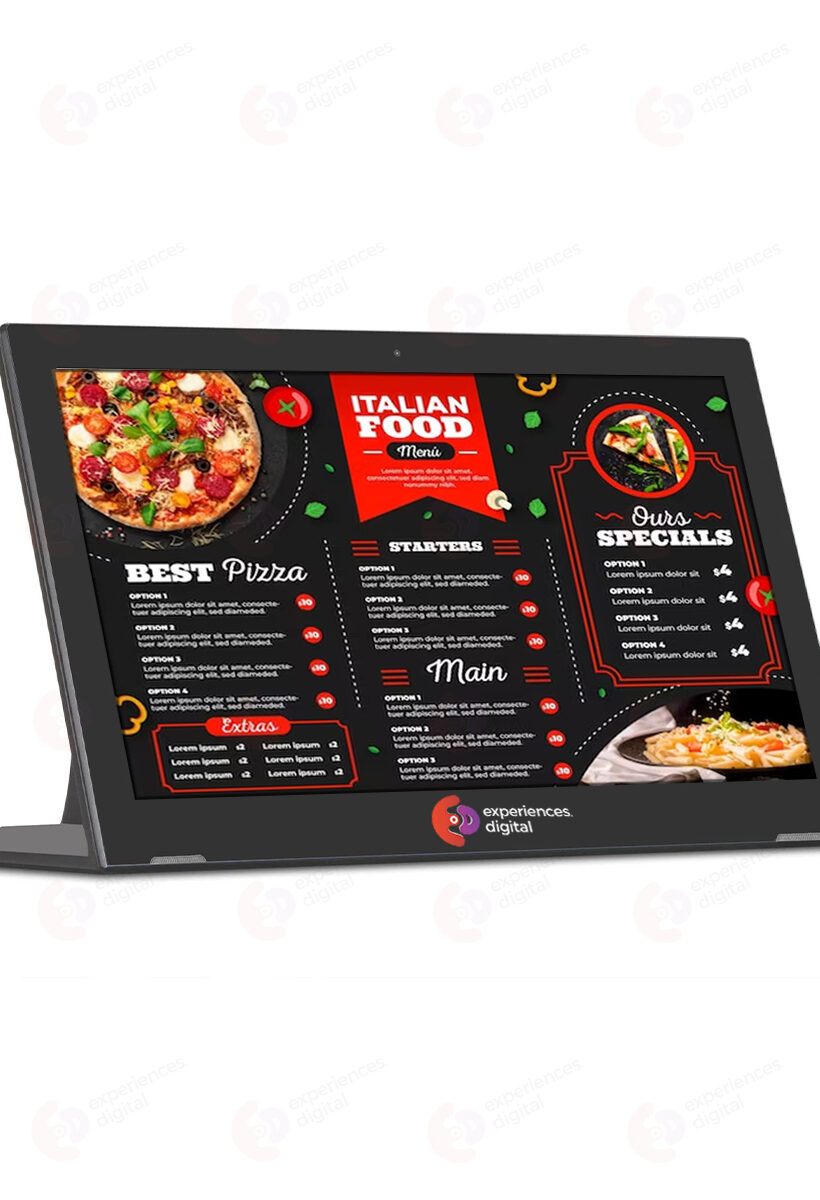 ITALIAN
FOOD
Menú
Lorem ipsum dolor sit amet,
consectetuer adipiscing elit, sed diam
nonummy nibh.
BEST Pizza
OPTION 1
Lorem ipsum dolor sit amet, consecte-
tuer adipiscing elit, sed diameded.
$10
OPTION 2
Lorem ipsum dolor sit amet, consecte-
tuer adipiscing elit, sed diameded.
$10
OPTION 3
Lorem ipsum dolor sit amet, consecte-
tuer adipiscing elit, sed diameded.
$10
OPTION 4
Lorem ipsum dolor sit amet, consecte-
tuer adipiscing elit, sed diameded.
$10
Extras
Lorem ipsum $2 Lorem ipsum $2
Lorem ipsum $2 Lorem ipsum $2
Lorem ipsum $2 Lorem ipsum $2
STARTERS
OPTION 1
Lorem ipsum dolor sit amet, consecte-
tuer adipiscing elit, sed diameded.
$10
OPTION 2
Lorem ipsum dolor sit amet, consecte-
tuer adipiscing elit, sed diameded.
$10
OPTION 3
Lorem ipsum dolor sit amet, consecte-
tuer adipiscing elit, sed diameded.
$10
Main
OPTION 1
Lorem ipsum dolor sit amet, consecte-
tuer adipiscing elit, sed diameded.
$10
OPTION 2
Lorem ipsum dolor sit amet, consecte-
tuer adipiscing elit, sed diameded.
$10
OPTION 3
Lorem ipsum dolor sit amet, consecte-
tuer adipiscing elit, sed diameded.
$10
Ours
SPECIALS
OPTION 1
Lorem ipsum dolor sit $4
OPTION 2
Lorem ipsum dolor sit $4
OPTION 3
Lorem ipsum dolor sit $4
OPTION 4
Lorem ipsum dolor sit $4
experiences
digital